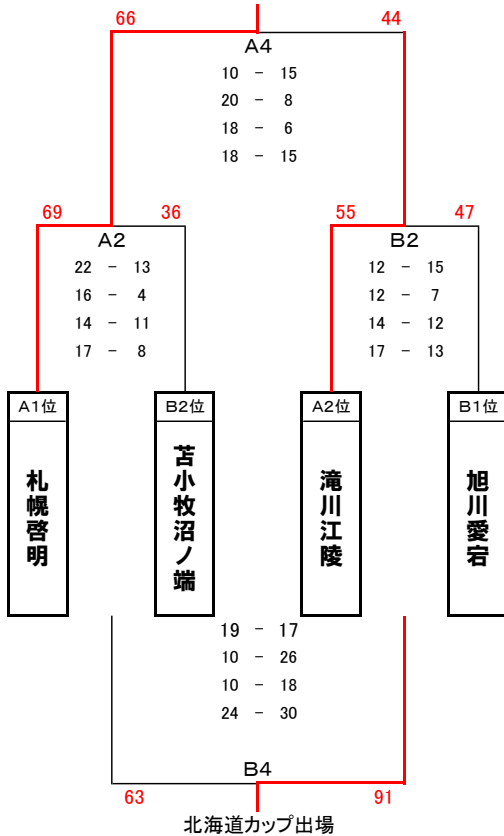 66 44
A4
10 － 15
20 － 8
18 － 6
18 － 15
69 36 55 47
A2 B2
22 － 13 12 － 15
16 － 4 12 － 7
14 － 11 14 － 12
17 － 8 17 － 13
A1位 B2位 A2位 B1位
札幌啓明
苫小牧沼ノ端
滝川江陵
旭川愛宕
19 － 17
10 － 26
10 － 18
24 － 30
B4
63 91
北海道カップ出場